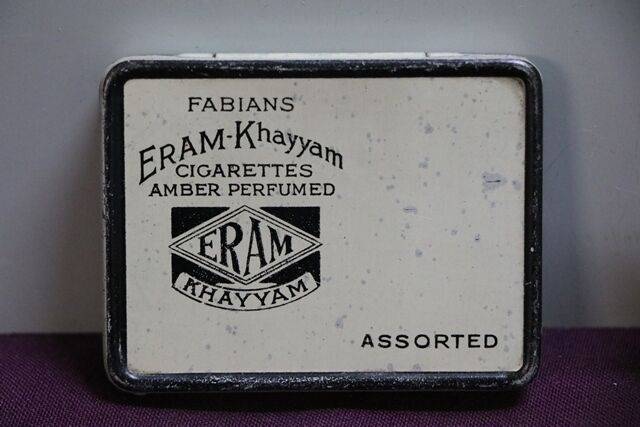 FABIANS
ERAM-Khayyam
CIGARETTES
AMBER PERFUMED
ERAM
KHAYYAM
ASSORTED